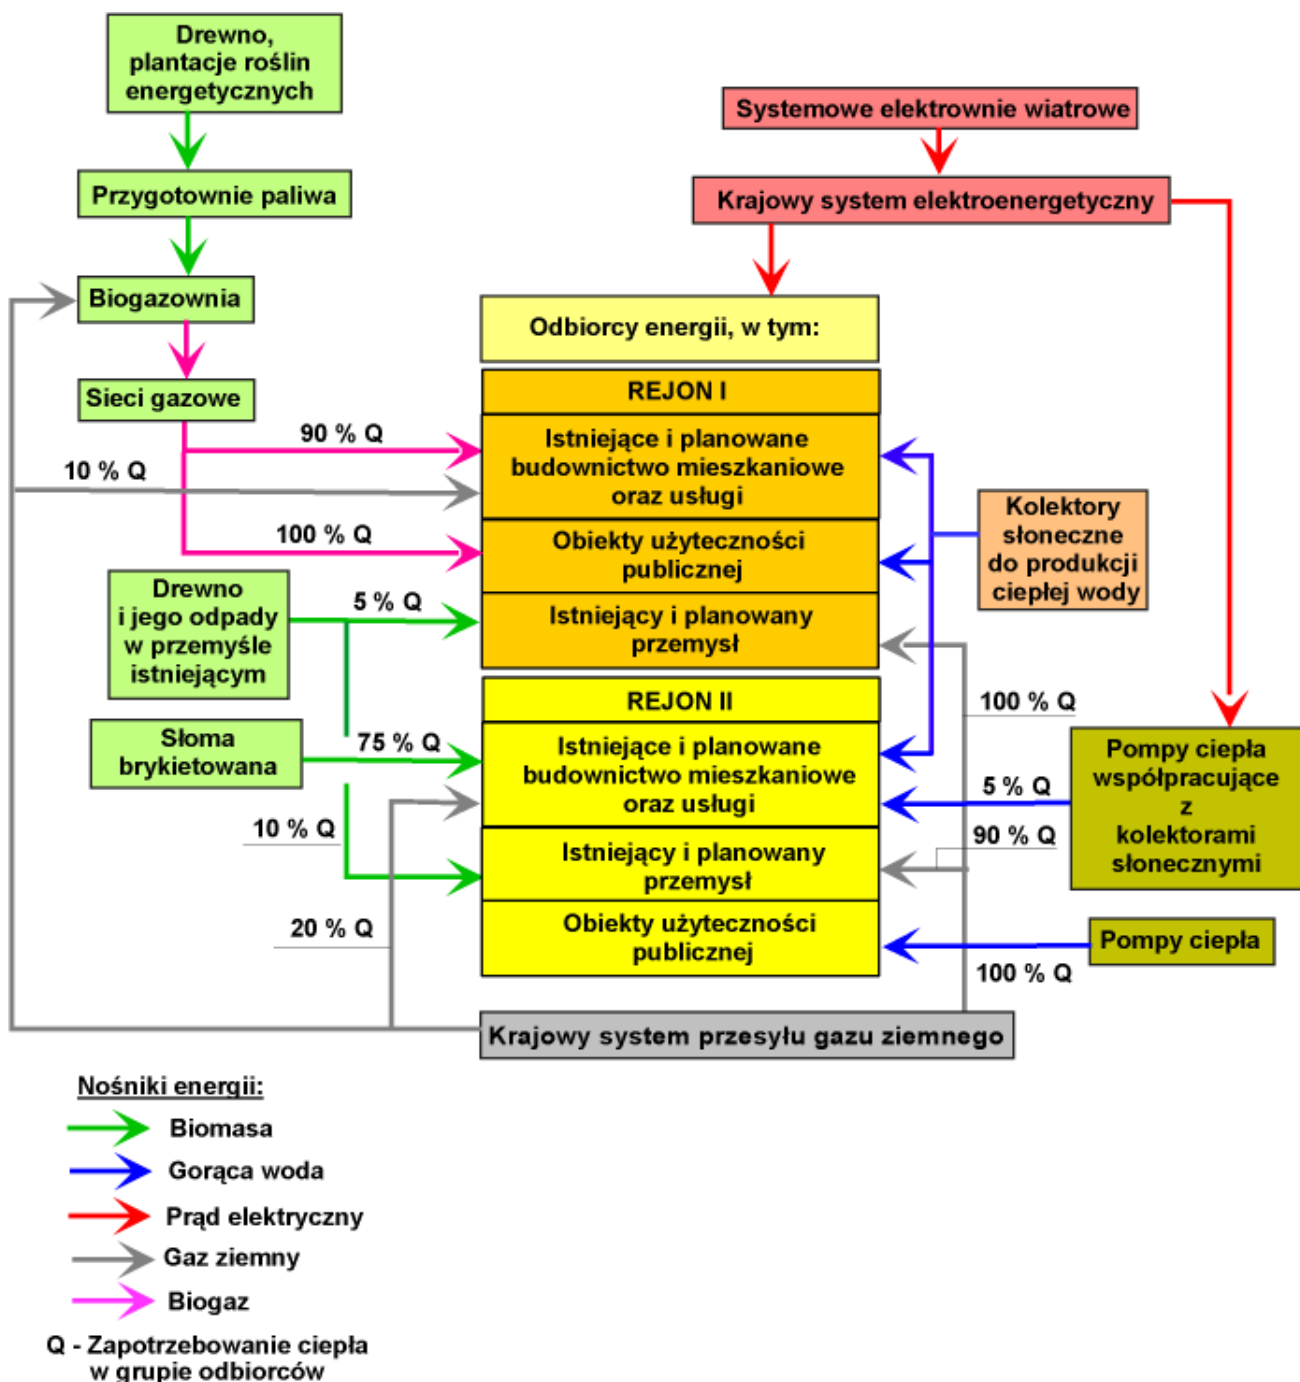 Drewno,
plantacje roślin
energetycznych
Systemowe elektrownie wiatrowe
Przygotownie paliwa
Krajowy system elektroenergetyczny
Biogazownia
Odbiorcy energii, w tym:
Sieci gazowe
REJON I
90 % Q
Istniejące i planowane
budownictwo mieszkaniowe
oraz usługi
10 % Q
Kolektory
słoneczne
do produkcji
ciepłej wody
100 % Q
Obiekty użyteczności
publicznej
Drewno
i jego odpady
w przemyśle
istniejącym
5 % Q
Istniejący i planowany
przemysł
REJON II
100 % Q
Słoma
brykietowana
75 % Q
Istniejące i planowane
budownictwo mieszkaniowe
oraz usługi
Pompy ciepła
współpracujące
z
kolektorami
słonecznymi
5 % Q
10 % Q
90 % Q
Istniejący i planowany
przemysł
20 % Q
Obiekty użyteczności
publicznej
Pompy ciepła
100 % Q
Krajowy system przesyłu gazu ziemnego
Nośniki energii:
Biomasa
Gorąca woda
Prąd elektryczny
Gaz ziemny
Biogaz
Q - Zapotrzebowanie ciepła
w grupie odbiorców